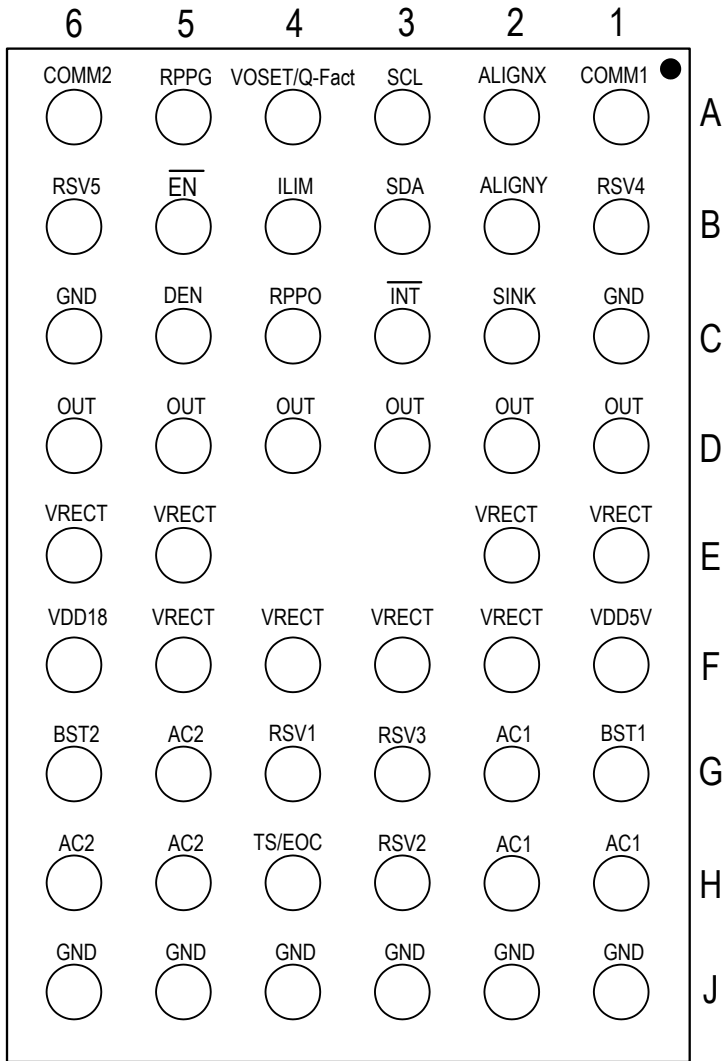 6 5 4 3 2 1
COMM2 RPPG VOSET/Q-Fact SCL ALIGNX COMM1
A
RSV5 E̅N̅ ILIM SDA ALIGNY RSV4
B
GND DEN RPPO I̅N̅T̅ SINK GND
C
OUT OUT OUT OUT OUT OUT
D
VRECT VRECT VRECT VRECT
E
VDD18 VRECT VRECT VRECT VRECT VDD5V
F
BST2 AC2 RSV1 RSV3 AC1 BST1
G
AC2 AC2 TS/EOC RSV2 AC1 AC1
H
GND GND GND GND GND GND
J